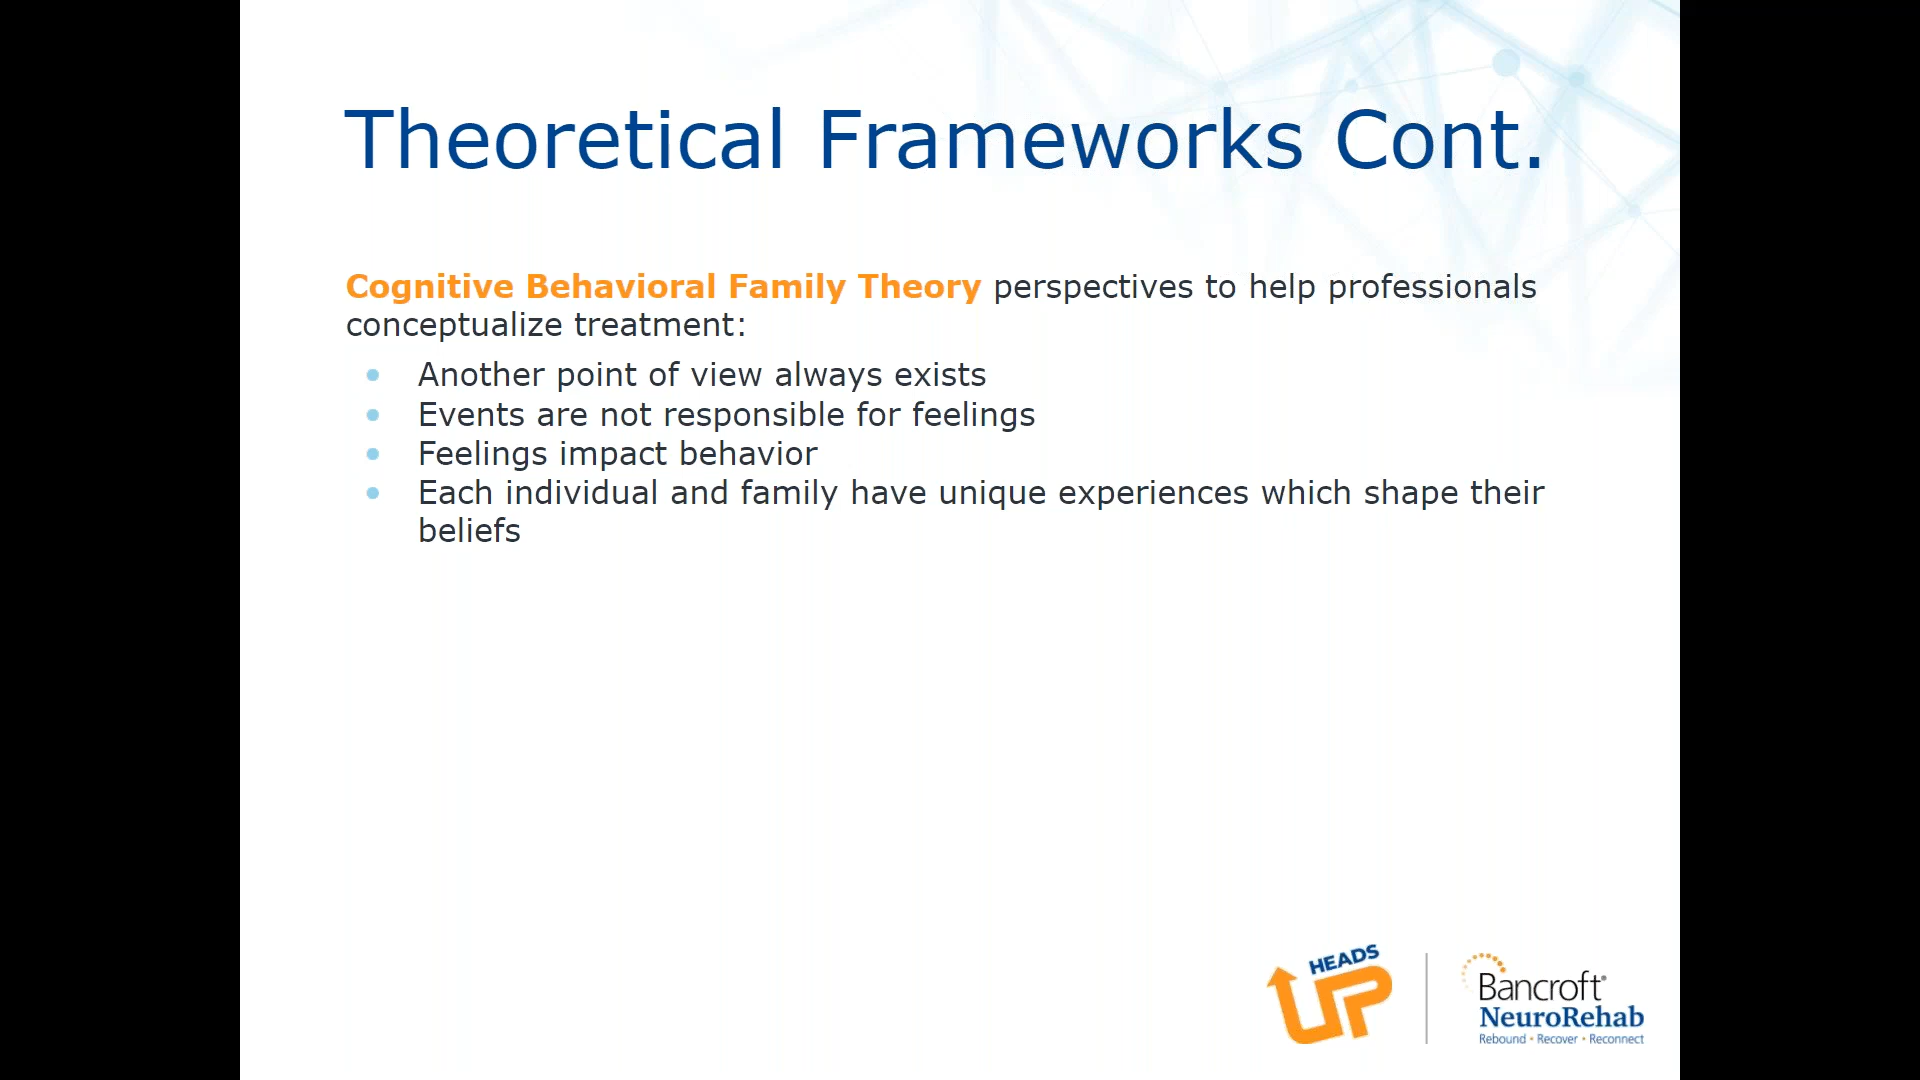 Theoretical Frameworks Cont.
Cognitive Behavioral Family Theory perspectives to help professionals
conceptualize treatment:
• Another point of view always exists
• Events are not responsible for feelings
• Feelings impact behavior
• Each individual and family have unique experiences which shape their
beliefs
HEADS
UP
Bancroft®
NeuroRehab
Rebound • Recover • Reconnect